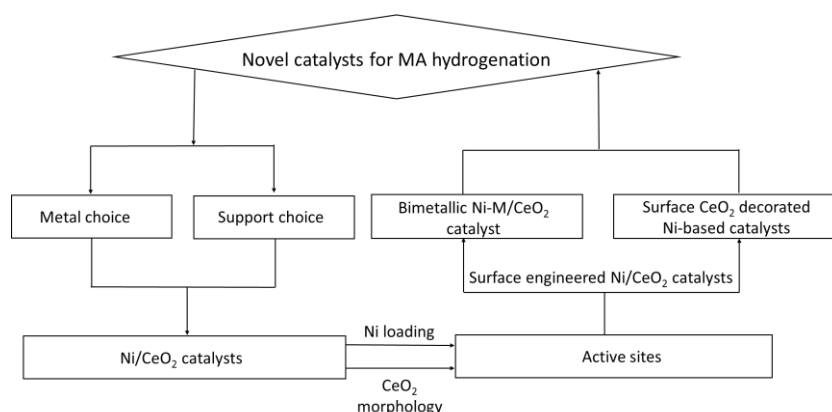 Novel catalysts for MA hydrogenation
Metal choice
Support choice
Bimetallic Ni-M/CeO₂
catalyst
Surface CeO₂ decorated
Ni-based catalysts
Surface engineered Ni/CeO₂ catalysts
Ni loading
Ni/CeO₂ catalysts
Active sites
CeO₂
morphology